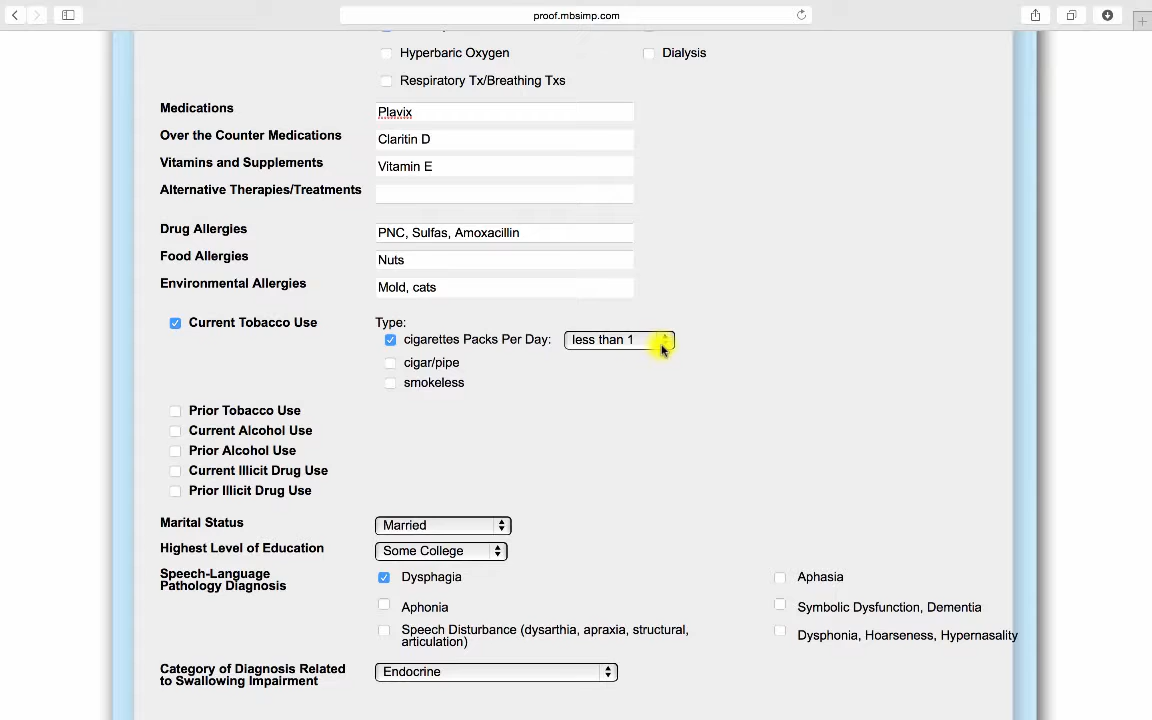 proof.mbsimp.com
Hyperbaric Oxygen Dialysis
Respiratory Tx/Breathing Txs
Medications Plavix
Over the Counter Medications Claritin D
Vitamins and Supplements Vitamin E
Alternative Therapies/Treatments
Drug Allergies PNC, Sulfas, Amoxacillin
Food Allergies Nuts
Environmental Allergies Mold, cats
Current Tobacco Use Type:
cigarettes Packs Per Day: less than 1
cigar/pipe
smokeless
Prior Tobacco Use
Current Alcohol Use
Prior Alcohol Use
Current Illicit Drug Use
Prior Illicit Drug Use
Marital Status Married
Highest Level of Education Some College
Speech-Language
Pathology Diagnosis
Dysphagia Aphasia
Aphonia Symbolic Dysfunction, Dementia
Speech Disturbance (dysarthia, apraxia, structural,
articulation)
Dysphonia, Hoarseness, Hypernasality
Category of Diagnosis Related
to Swallowing Impairment
Endocrine